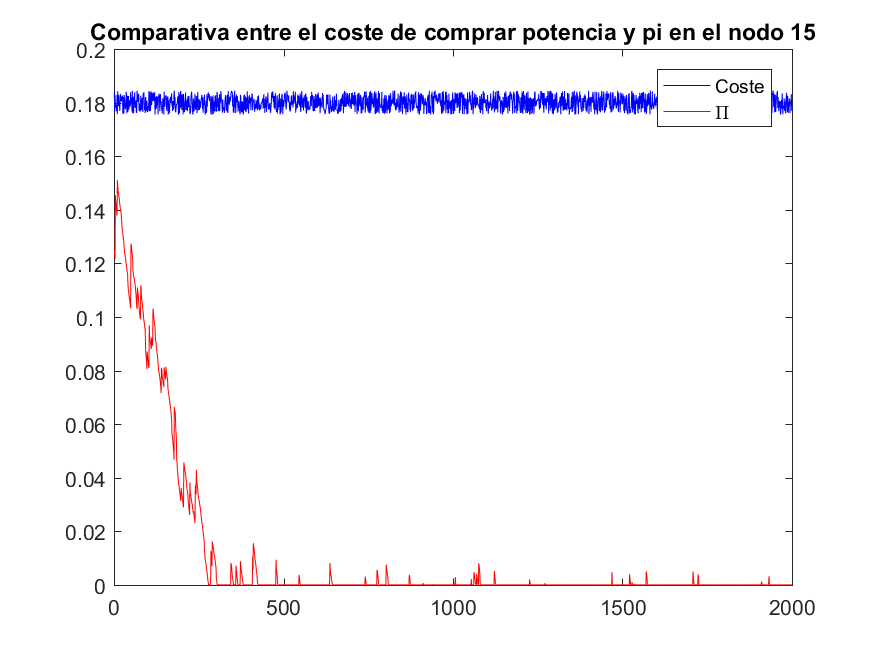 Comparativa entre el coste de comprar potencia y pi en el nodo 15
0.2
0.18
0.16
0.14
0.12
0.1
0.08
0.06
0.04
0.02
0
Coste
Π
0 500 1000 1500 2000